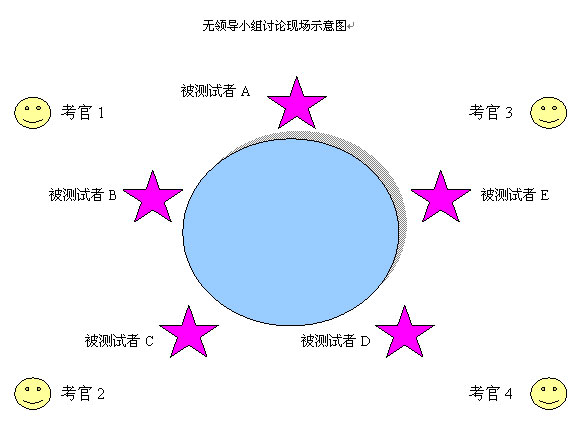 无领导小组讨论现场示意图
被测试者 A
考官 1
考官 3
被测试者 B
被测试者 E
被测试者 C
被测试者 D
考官 2
考官 4